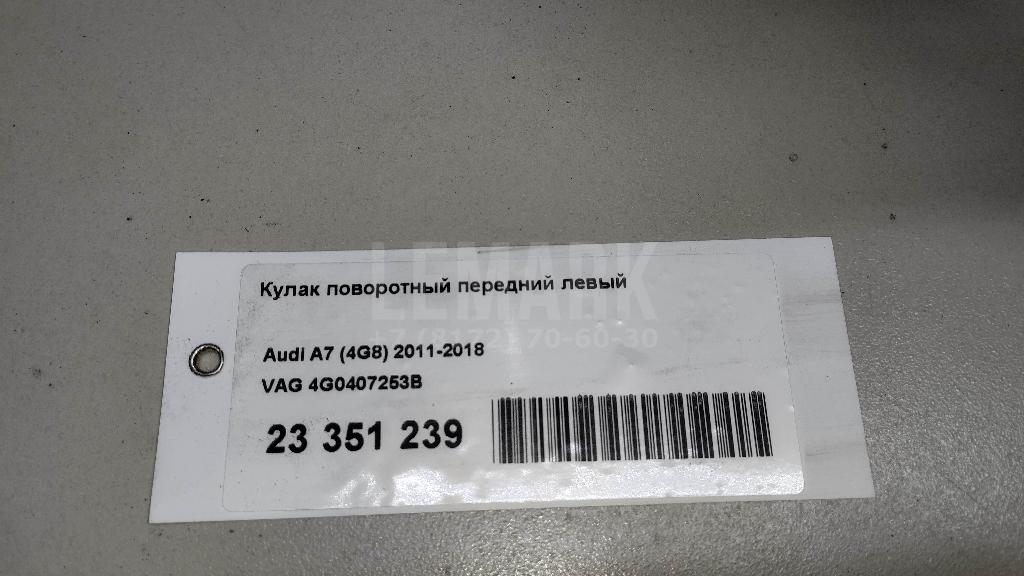 LEMARK
+7 (8172) 70-60-30
Кулак поворотный передний левый
Audi A7 (4G8) 2011-2018
VAG 4G0407253B
23 351 239